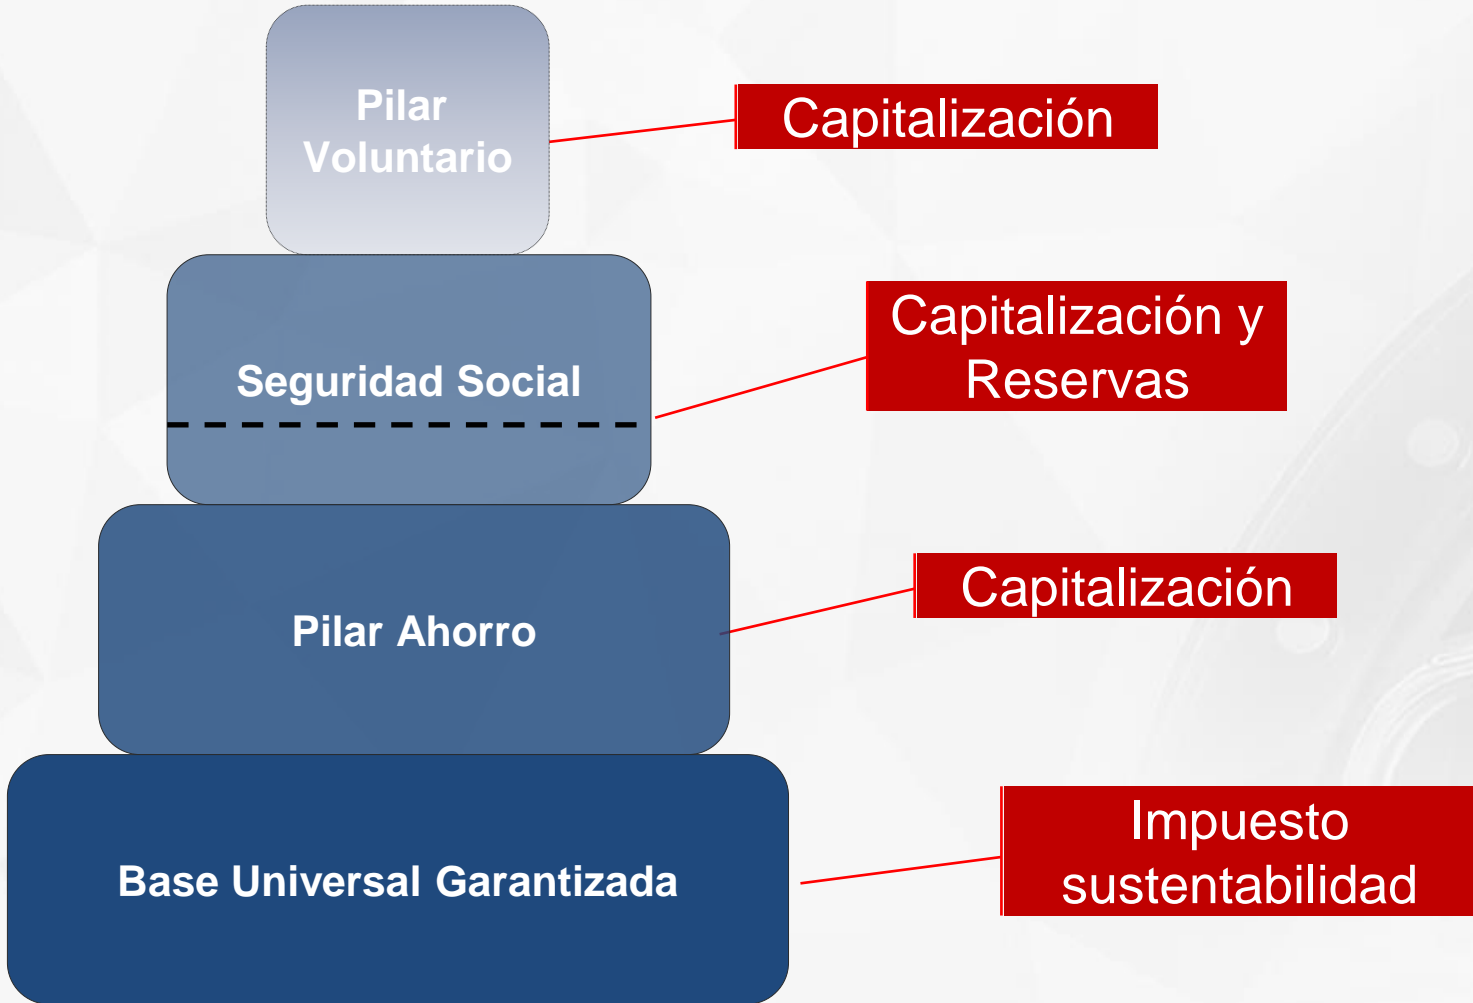 Pilar
Voluntario
Capitalización
Seguridad Social
Capitalización y
Reservas
Pilar Ahorro
Capitalización
Base Universal Garantizada
Impuesto
sustentabilidad